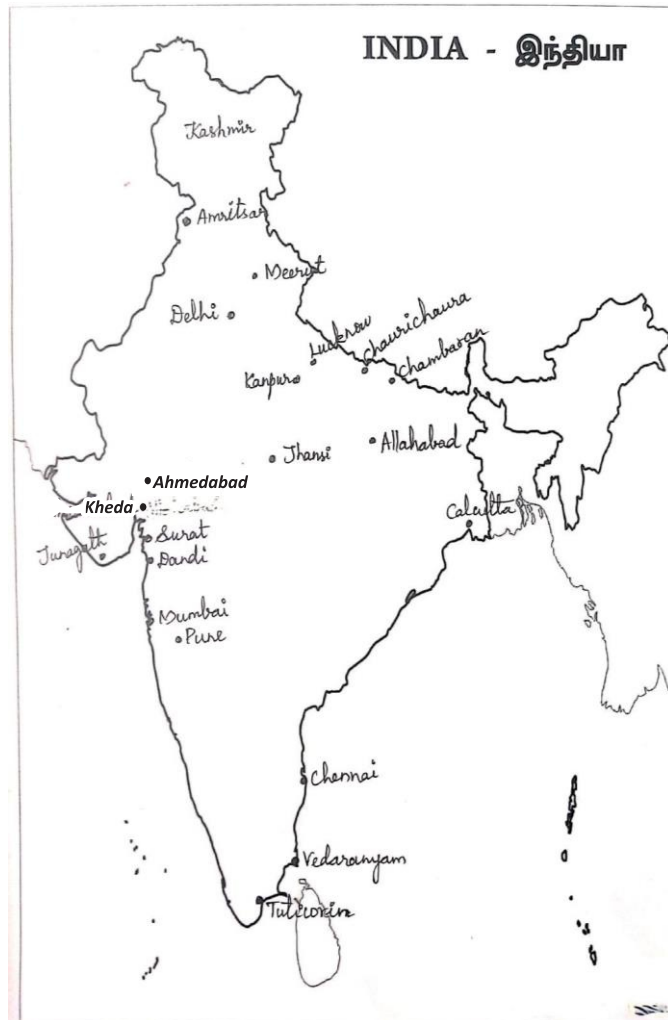 INDIA - இந்தியா
Kashmir
Amritsar
Meerut
Delhi
Lucknow
Chaurichaura
Chambaran
Kanpur
Jhansi
Allahabad
Ahmedabad
Kheda
Calcutta
Surat
Junagath
Dandi
Mumbai
Pune
Chennai
Vedaranyam
Tuticorin